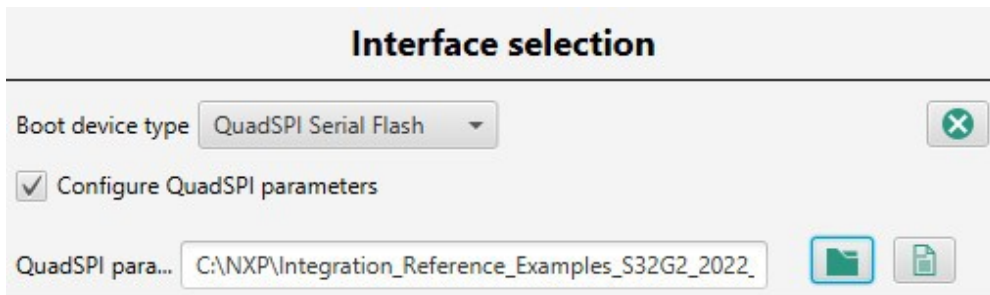 Interface selection
Boot device type QuadSPI Serial Flash
Configure QuadSPI parameters
QuadSPI para... C:\NXP\Integration_Reference_Examples_S32G2_2022_